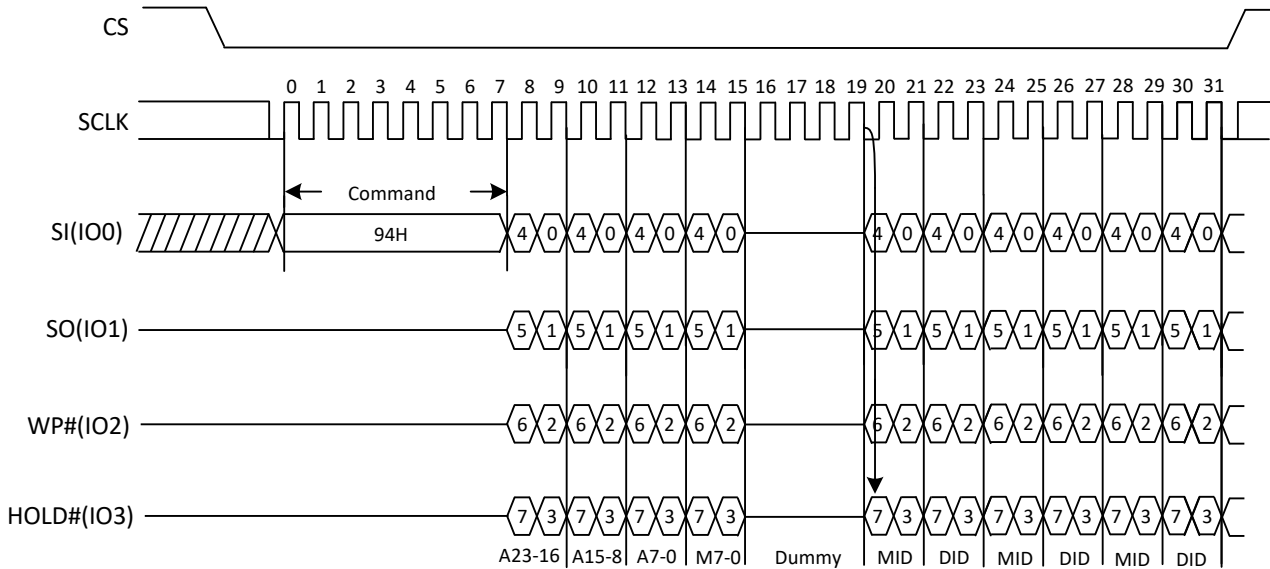 CS
0 1 2 3 4 5 6 7 8 9 10 11 12 13 14 15 16 17 18 19 20 21 22 23 24 25 26 27 28 29 30 31
SCLK
Command
SI(IO0) 94H 4 0 4 0 4 0 4 0 4 0 4 0 4 0 4 0 4 0 4 0
SO(IO1) 5 1 5 1 5 1 5 1 5 1 5 1 5 1 5 1 5 1 5 1
WP#(IO2) 6 2 6 2 6 2 6 2 6 2 6 2 6 2 6 2 6 2 6 2
HOLD#(IO3) 7 3 7 3 7 3 7 3 7 3 7 3 7 3 7 3 7 3 7 3
A23-16 A15-8 A7-0 M7-0 Dummy MID DID MID DID MID DID